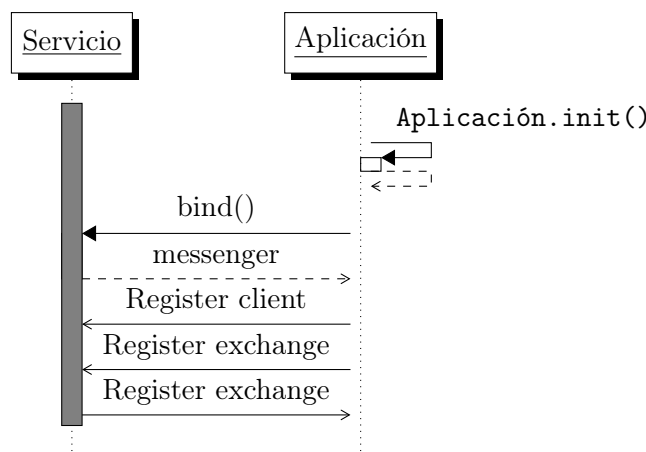 Servicio
Aplicación
Aplicación.init()
bind()
messenger
Register client
Register exchange
Register exchange